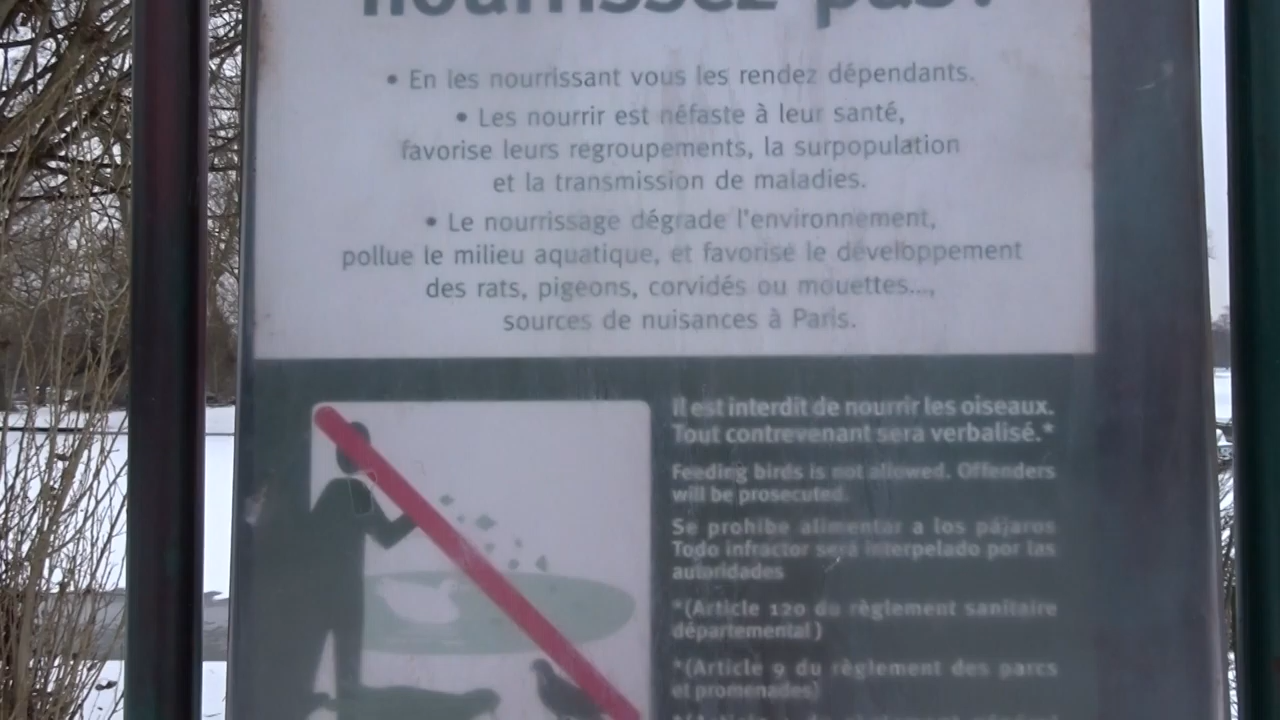 nourrissez pas!
• En les nourrissant vous les rendez dépendants.
• Les nourrir est néfaste à leur santé,
favorise leurs regroupements, la surpopulation
et la transmission de maladies.
• Le nourrissage dégrade l'environnement,
pollue le milieu aquatique, et favorise le développement
des rats, pigeons, corvidés ou mouettes...,
sources de nuisances à Paris.
Il est interdit de nourrir les oiseaux.
Tout contrevenant sera verbalisé.*
Feeding birds is not allowed. Offenders
will be prosecuted.
Se prohibe alimentar a los pájaros
Todo infractor será interpelado por las
autoridades
*(Article 120 du règlement sanitaire
départemental)
*(Article 9 du règlement des parcs
et promenades)